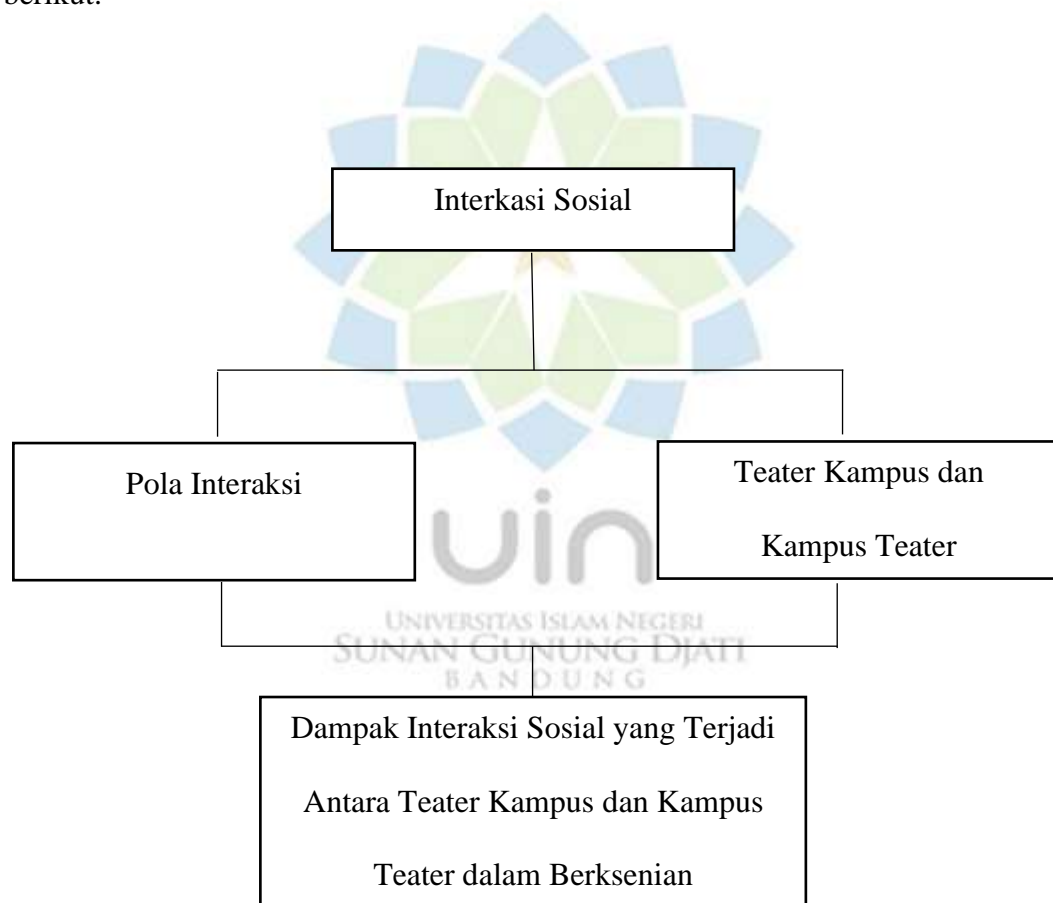 berikut.
Interkasi Sosial
Pola Interaksi
Teater Kampus dan
Kampus Teater
uin
UNIVERSITAS ISLAM NEGERI
SUNAN GUNUNG DJATI
BANDUNG
Dampak Interaksi Sosial yang Terjadi
Antara Teater Kampus dan Kampus
Teater dalam Berksenian